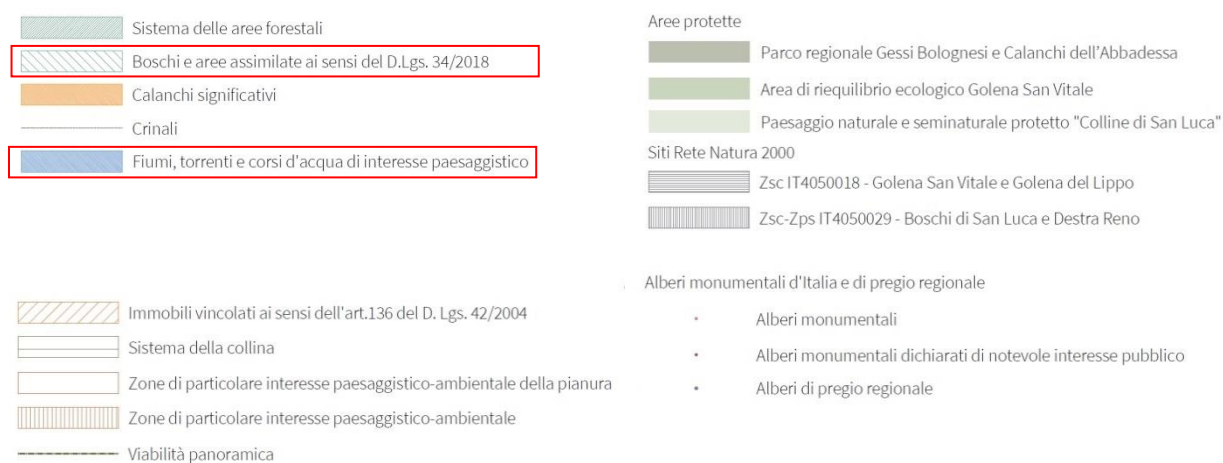 Sistema delle aree forestali
Boschi e aree assimilate ai sensi del D.Lgs. 34/2018
Calanchi significativi
Crinali
Fiumi, torrenti e corsi d'acqua di interesse paesaggistico
Immobili vincolati ai sensi dell'art.136 del D. Lgs. 42/2004
Sistema della collina
Zone di particolare interesse paesaggistico-ambientale della pianura
Zone di particolare interesse paesaggistico-ambientale
Viabilità panoramica
Aree protette
Parco regionale Gessi Bolognesi e Calanchi dell'Abbadessa
Area di riequilibrio ecologico Golena San Vitale
Paesaggio naturale e seminaturale protetto "Colline di San Luca"
Siti Rete Natura 2000
Zsc IT4050018 - Golena San Vitale e Golena del Lippo
Zsc-Zps IT4050029 - Boschi di San Luca e Destra Reno
Alberi monumentali d'Italia e di pregio regionale
Alberi monumentali
Alberi monumentali dichiarati di notevole interesse pubblico
Alberi di pregio regionale